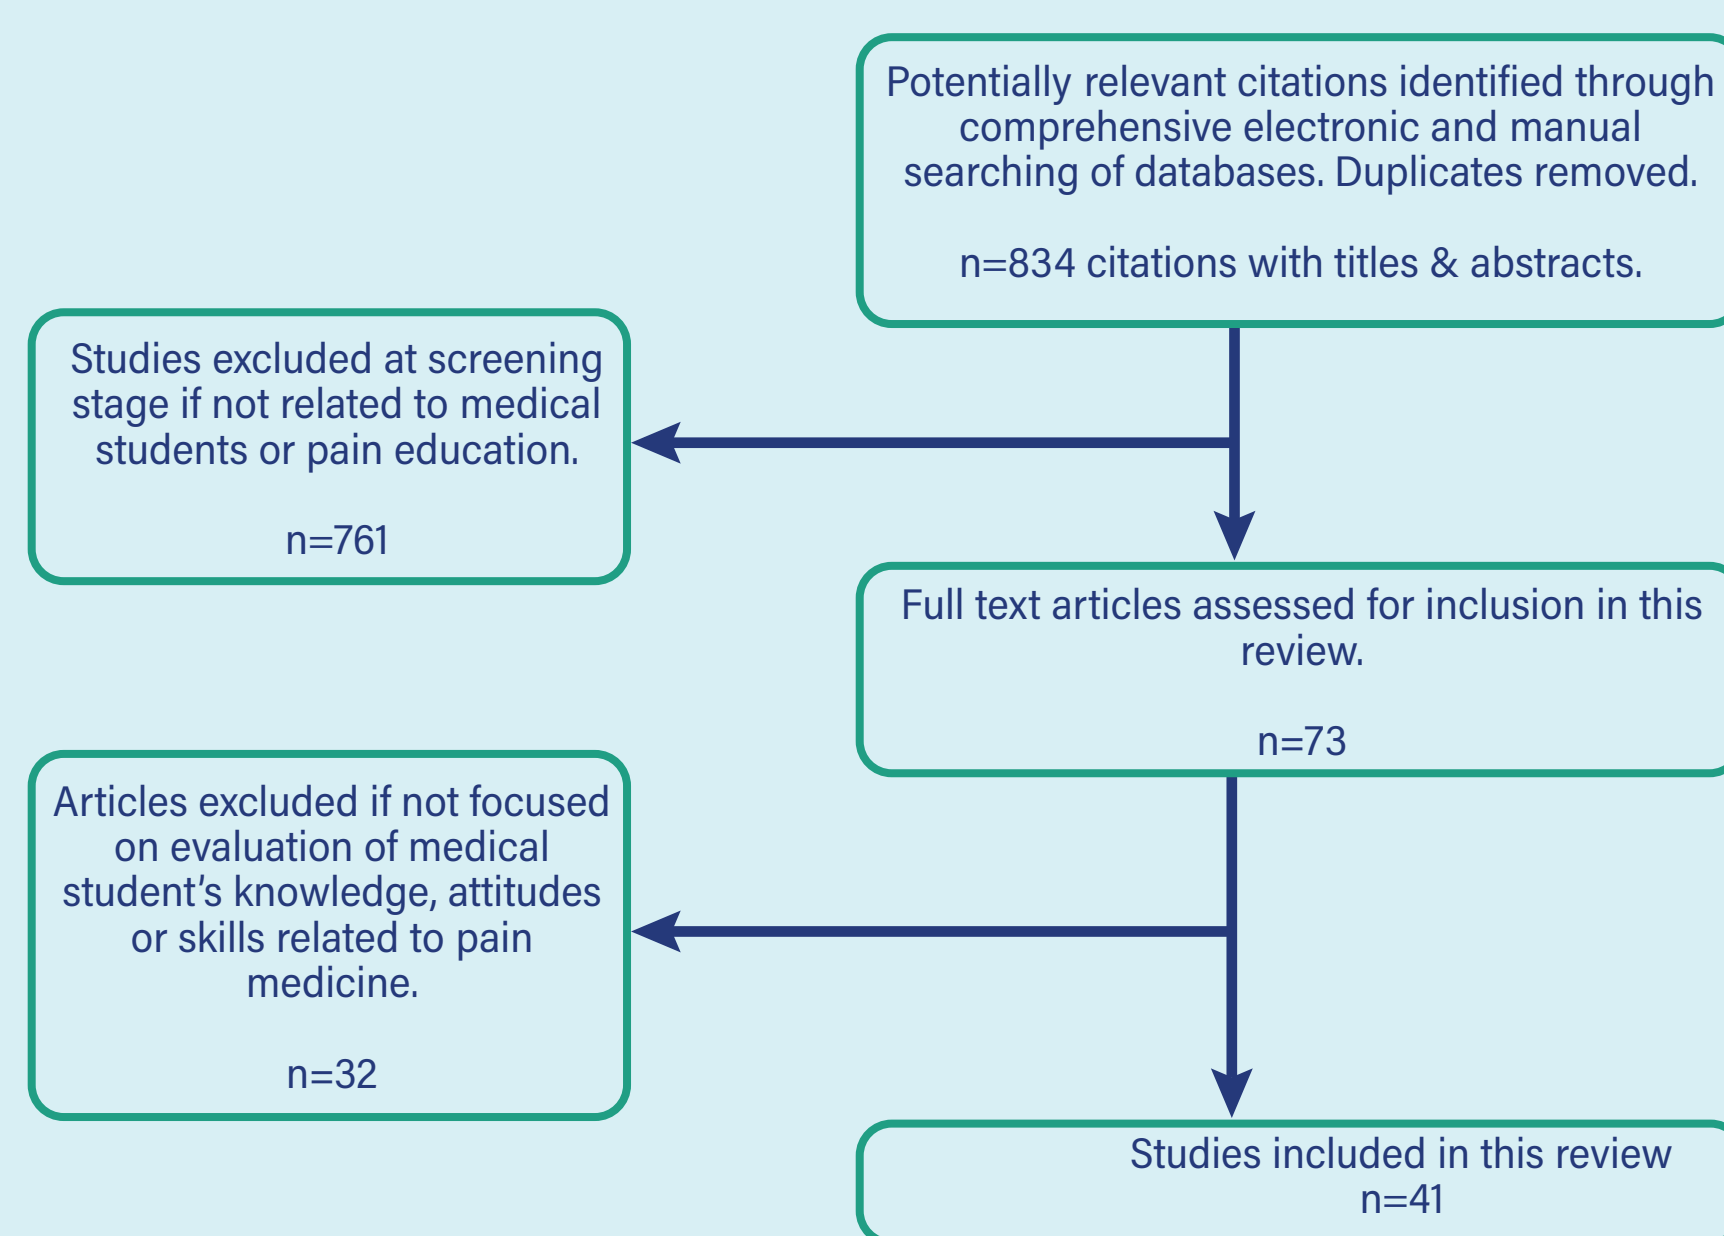 Potentially relevant citations identified through
comprehensive electronic and manual
searching of databases. Duplicates removed.
n=834 citations with titles & abstracts.
Studies excluded at screening
stage if not related to medical
students or pain education.
n=761
Full text articles assessed for inclusion in this
review.
n=73
Articles excluded if not focused
on evaluation of medical
student’s knowledge, attitudes
or skills related to pain
medicine.
n=32
Studies included in this review
n=41